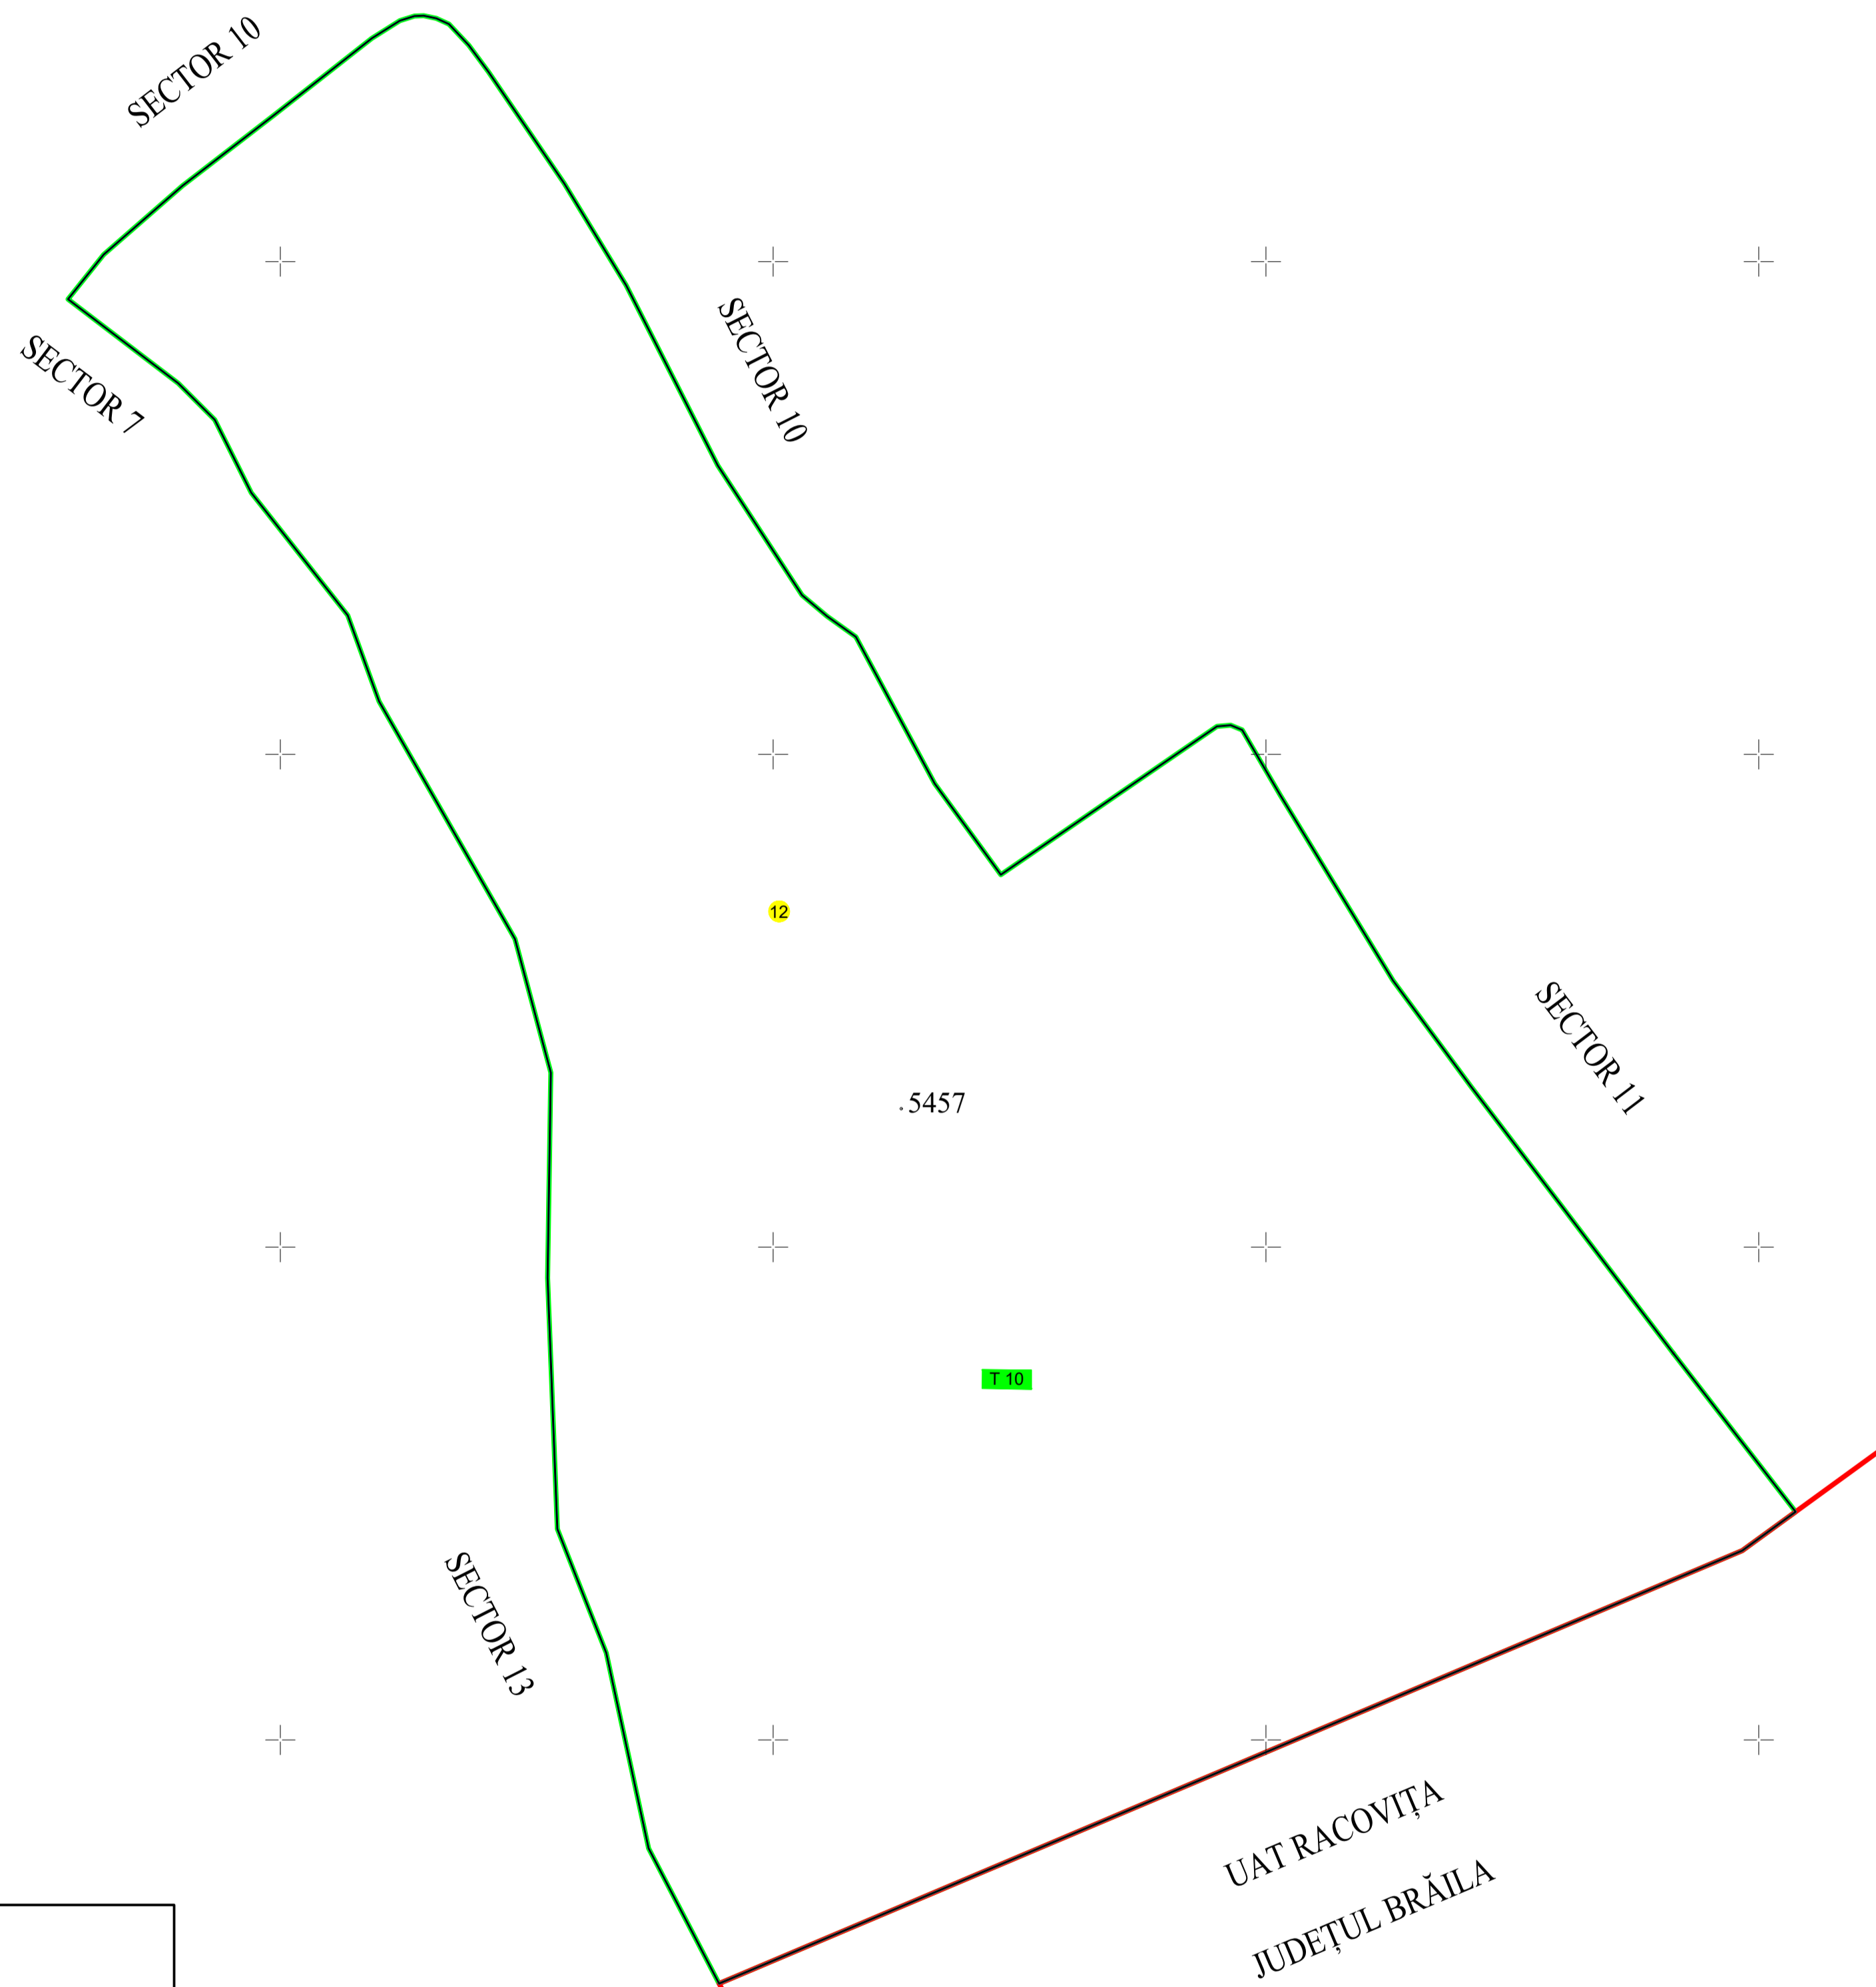 SECTOR 10
SECTOR 7
SECTOR 10
12
SECTOR 11
5457
T 10
SECTOR 13
UAT RACOVIȚA
JUDEȚUL BRĂILA